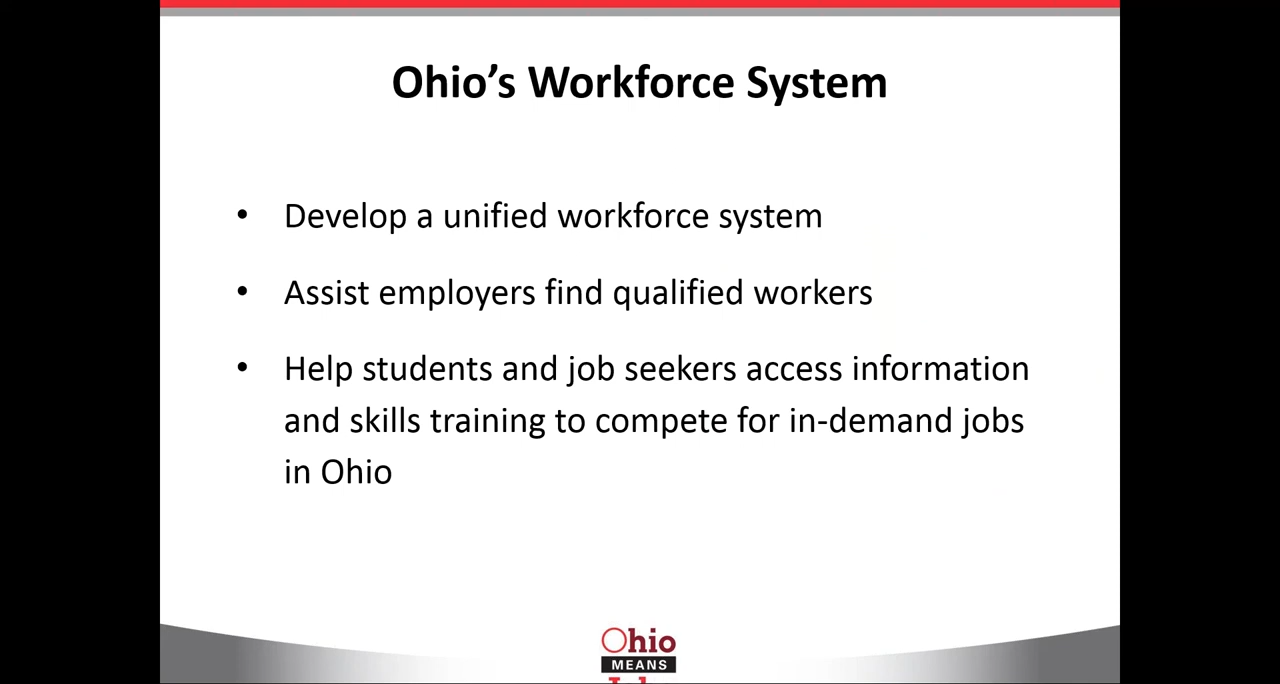 Ohio’s Workforce System
• Develop a unified workforce system
• Assist employers find qualified workers
• Help students and job seekers access information
and skills training to compete for in-demand jobs
in Ohio
Ohio
MEANS